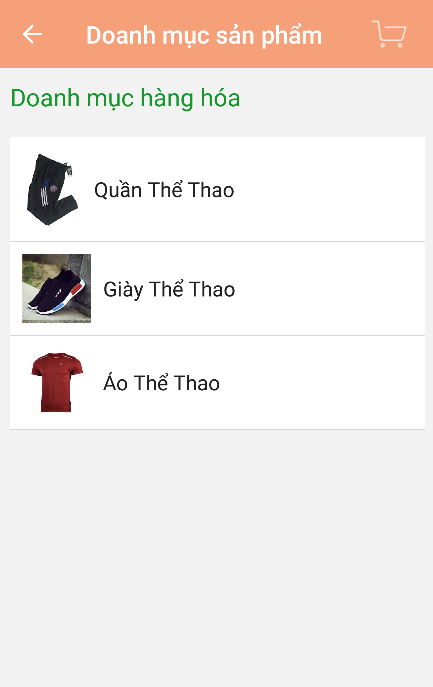 Doanh mục sản phẩm
Doanh mục hàng hóa
Quần Thể Thao
Giày Thể Thao
Áo Thể Thao